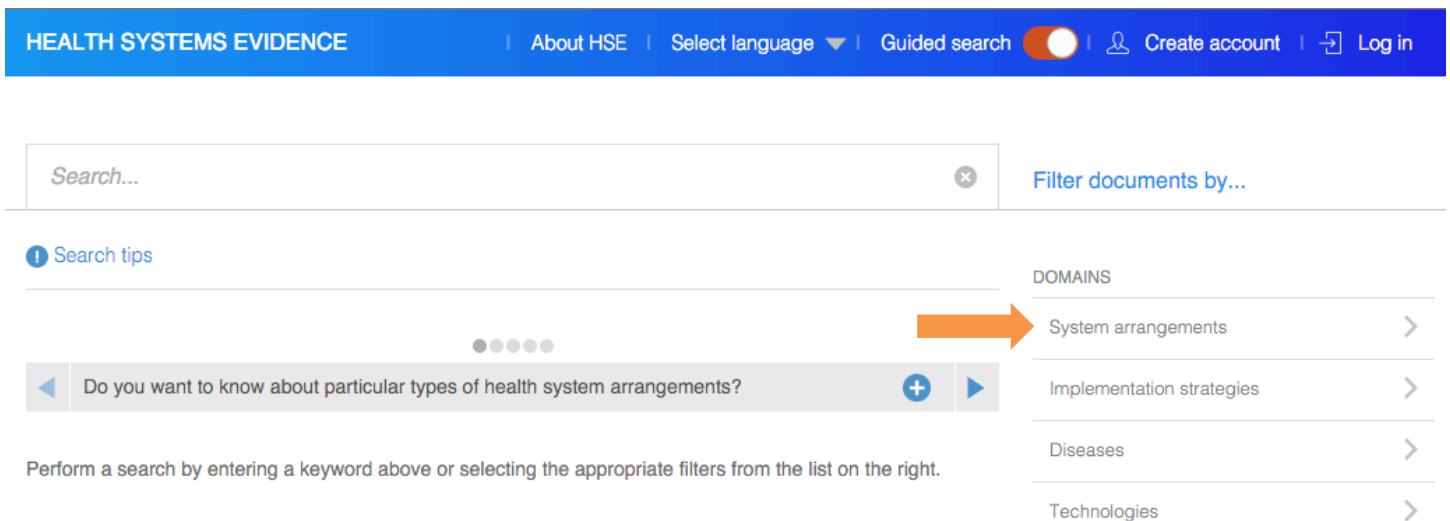 HEALTH SYSTEMS EVIDENCE
About HSE
Select language
Guided search
Create account
Log in
Search...
Filter documents by...
Search tips
DOMAINS
System arrangements
Do you want to know about particular types of health system arrangements?
Implementation strategies
Diseases
Perform a search by entering a keyword above or selecting the appropriate filters from the list on the right.
Technologies